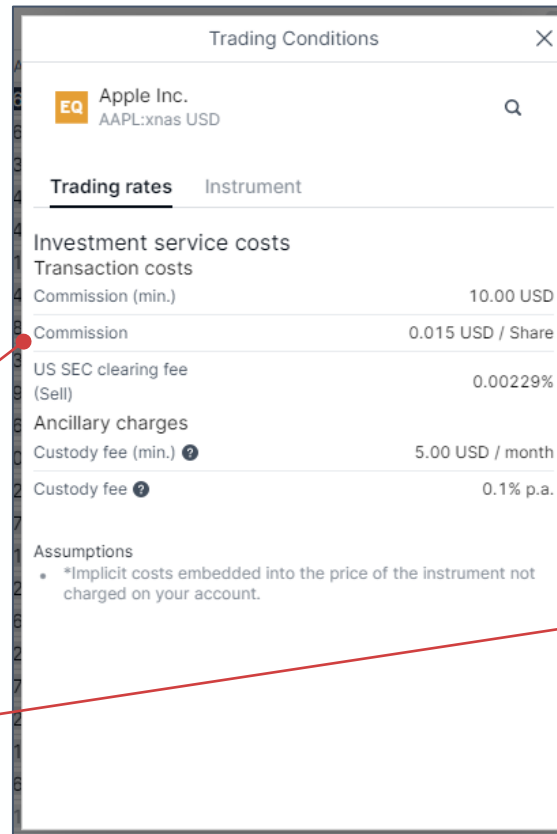 Trading Conditions
EQ
Apple Inc.
AAPL:xnas USD
Trading rates Instrument
Investment service costs
Transaction costs
Commission (min.) 10.00 USD
Commission 0.015 USD / Share
US SEC clearing fee
(Sell) 0.00229%
Ancillary charges
Custody fee (min.) ? 5.00 USD / month
Custody fee ? 0.1% p.a.
Assumptions
• *Implicit costs embedded into the price of the instrument not
charged on your account.